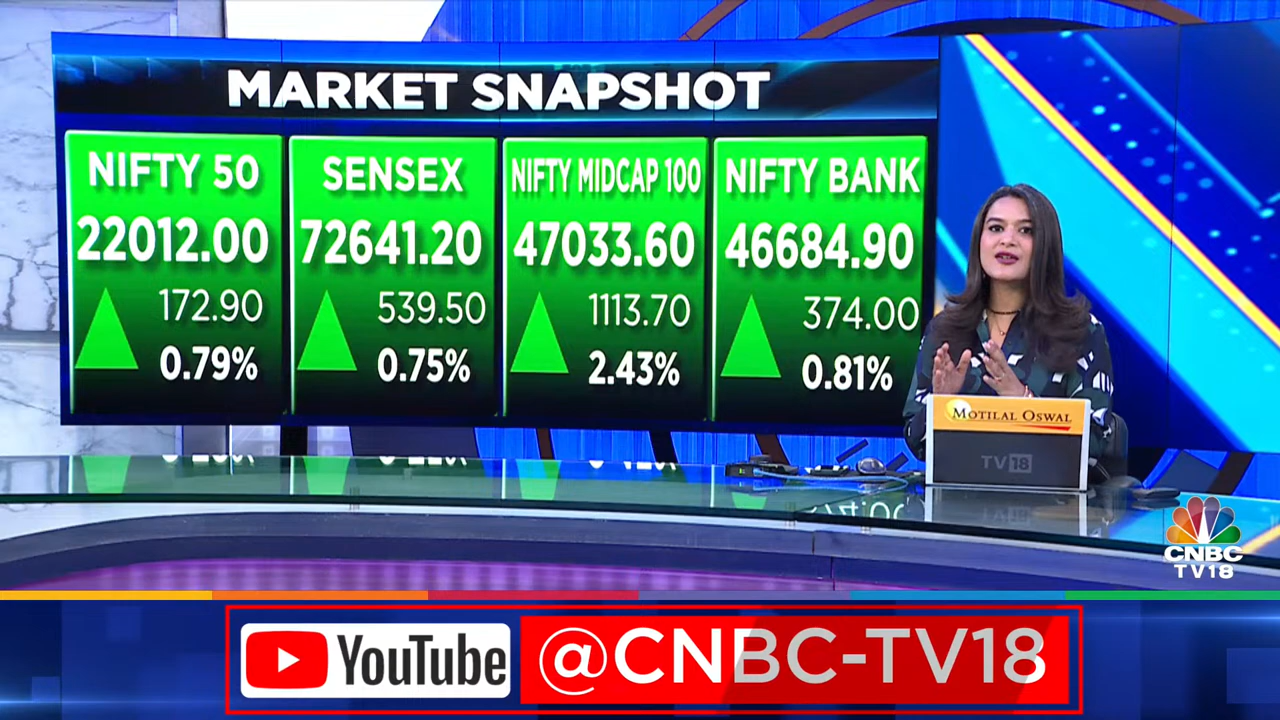 MARKET SNAPSHOT
NIFTY 50
22012.00
172.90
0.79%
SENSEX
72641.20
539.50
0.75%
NIFTY MIDCAP 100
47033.60
1113.70
2.43%
NIFTY BANK
46684.90
374.00
0.81%
MOTILAL OSWAL
TV18
CNBC
TV18
YouTube
@CNBC-TV18